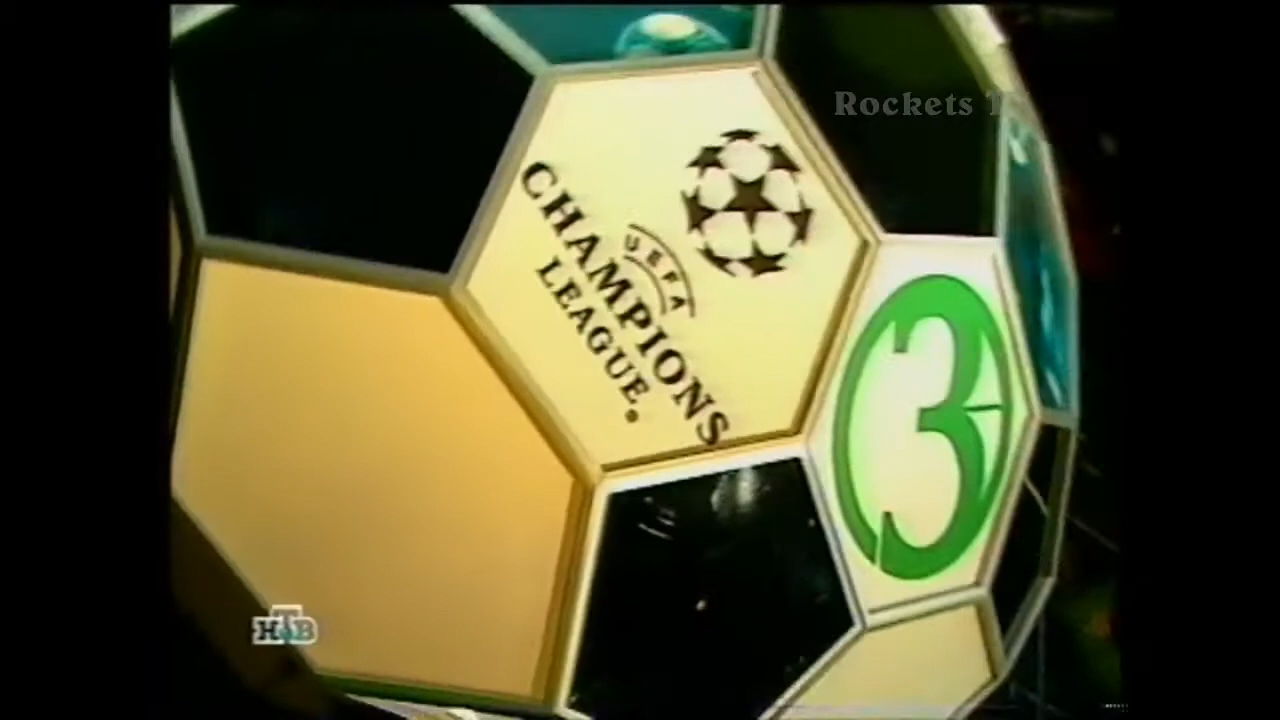 Rockets T
UEFA
CHAMPIONS
LEAGUE
3
НТВ